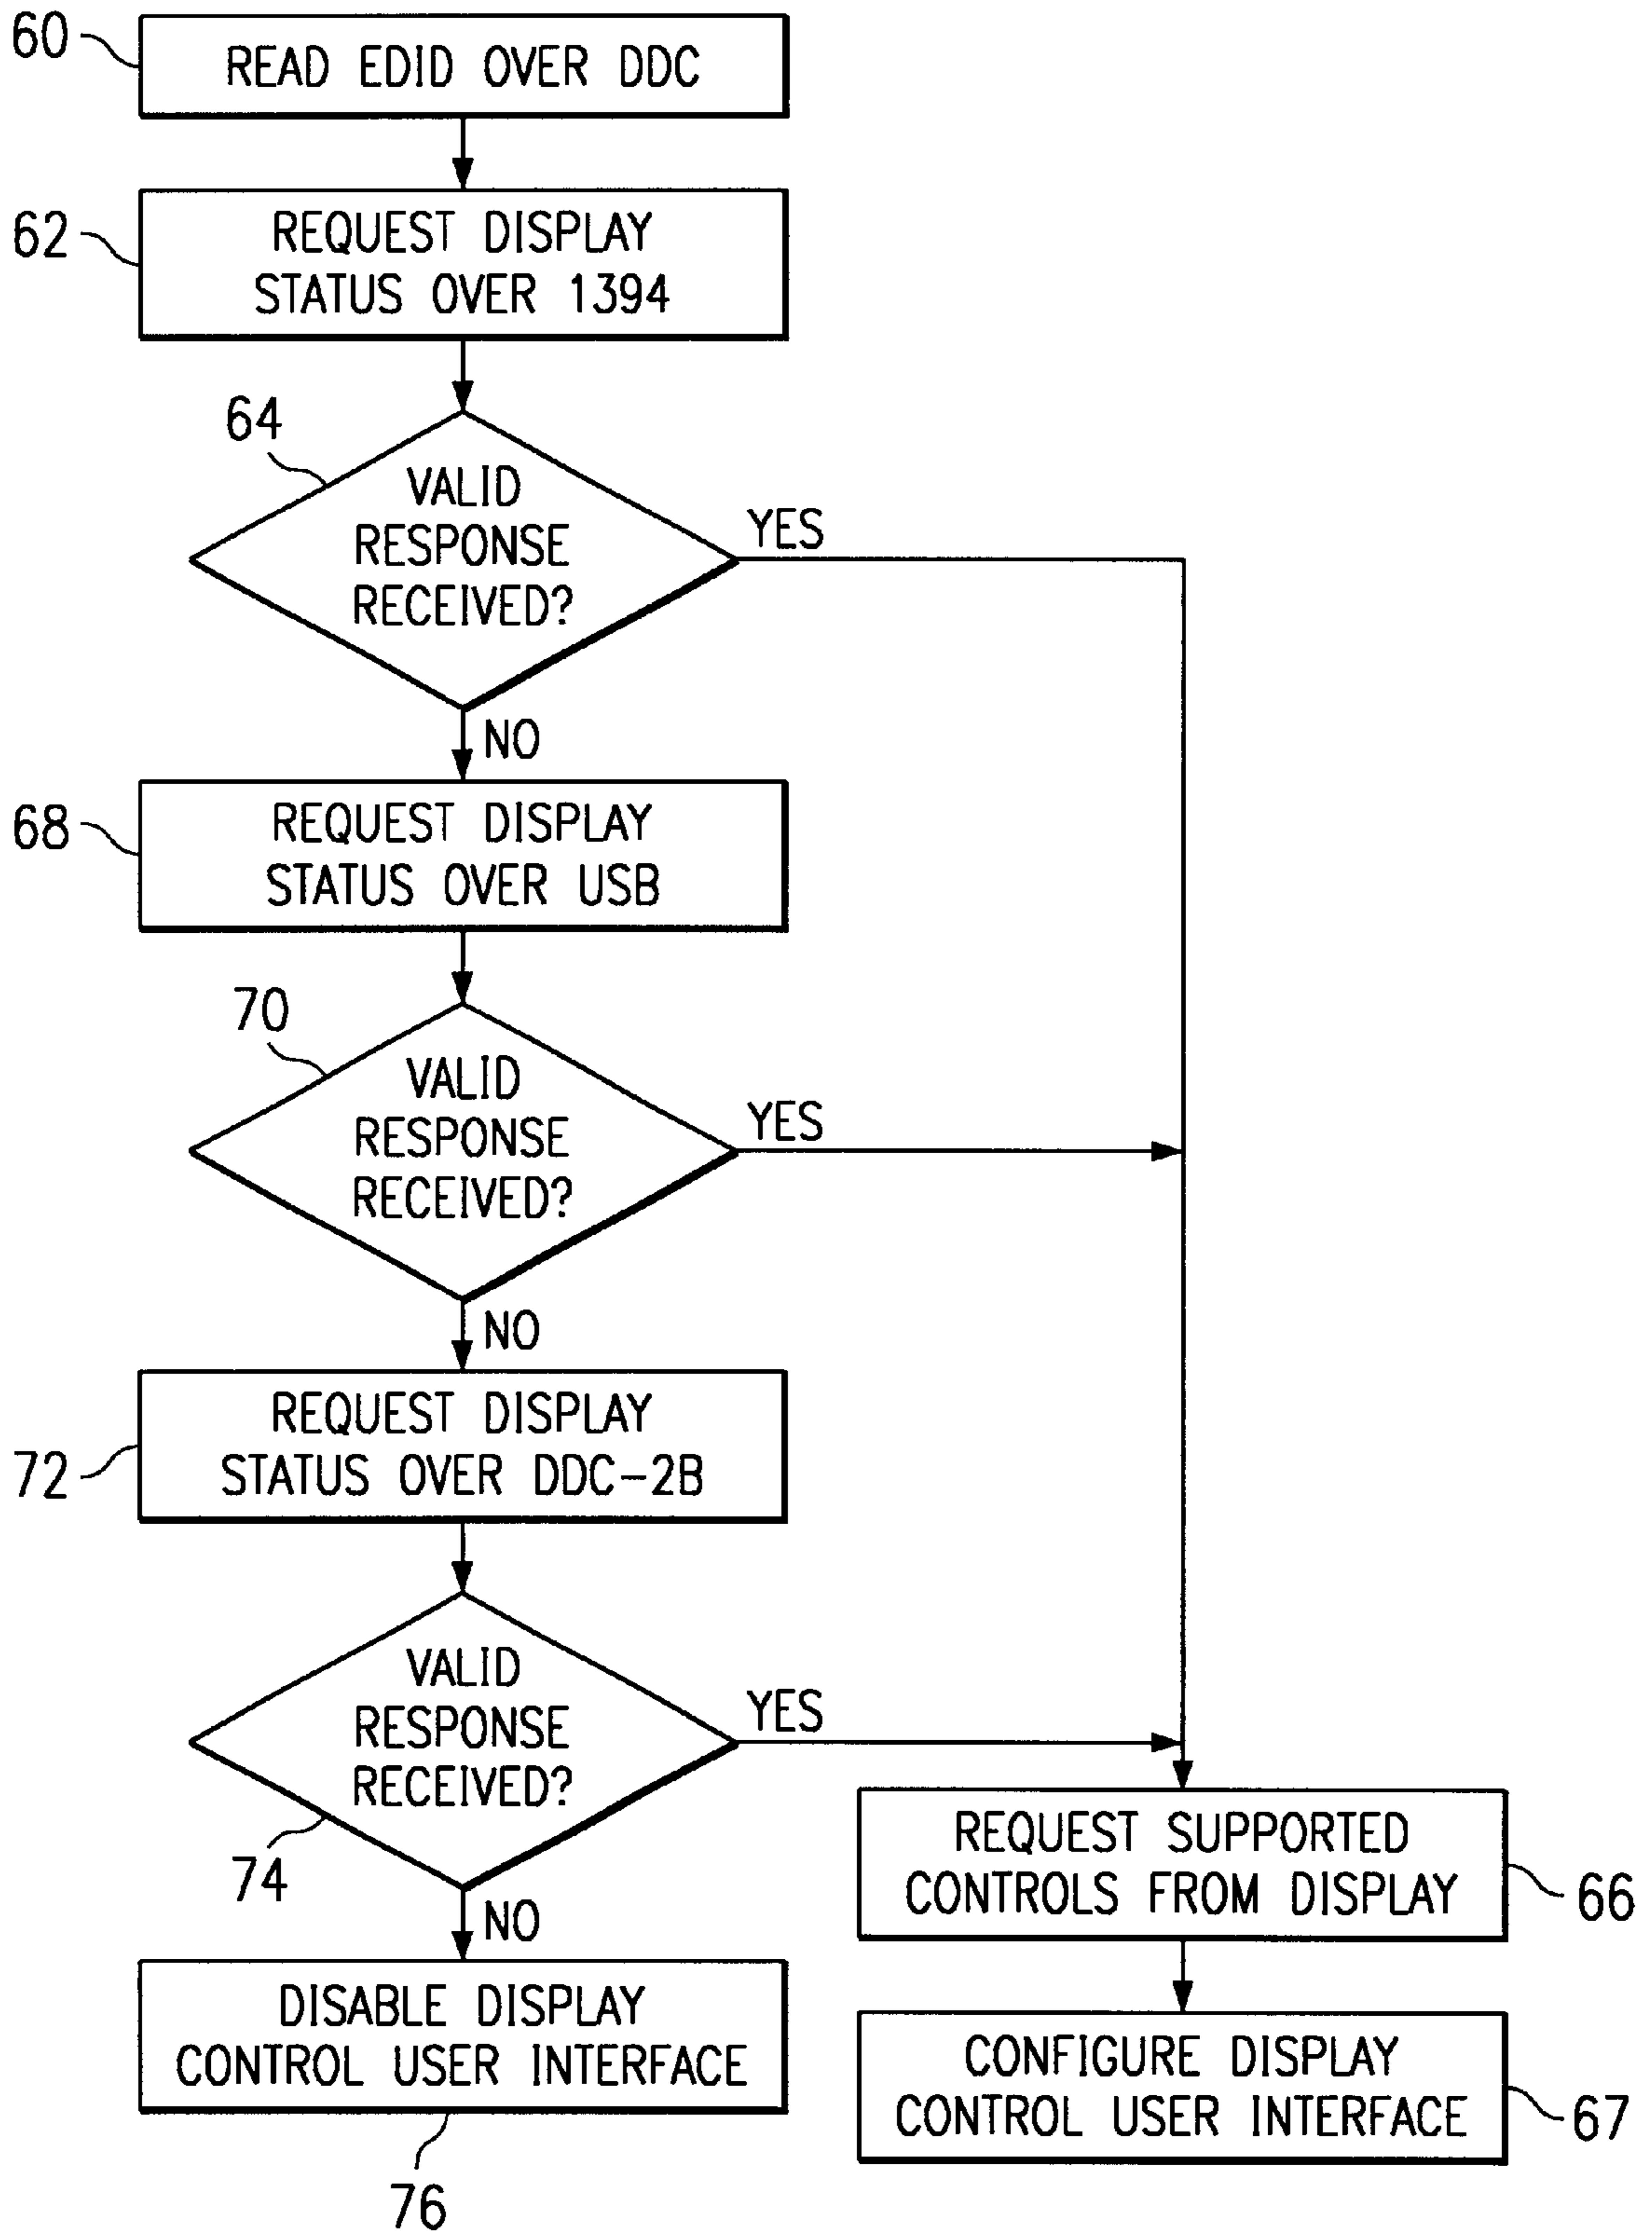 60
READ EDID OVER DDC
62
REQUEST DISPLAY
STATUS OVER 1394
64
VALID
RESPONSE
RECEIVED?
YES
NO
68
REQUEST DISPLAY
STATUS OVER USB
70
VALID
RESPONSE
RECEIVED?
YES
NO
72
REQUEST DISPLAY
STATUS OVER DDC-2B
VALID
RESPONSE
RECEIVED?
YES
74
NO
REQUEST SUPPORTED
CONTROLS FROM DISPLAY
66
DISABLE DISPLAY
CONTROL USER INTERFACE
76
CONFIGURE DISPLAY
CONTROL USER INTERFACE
67